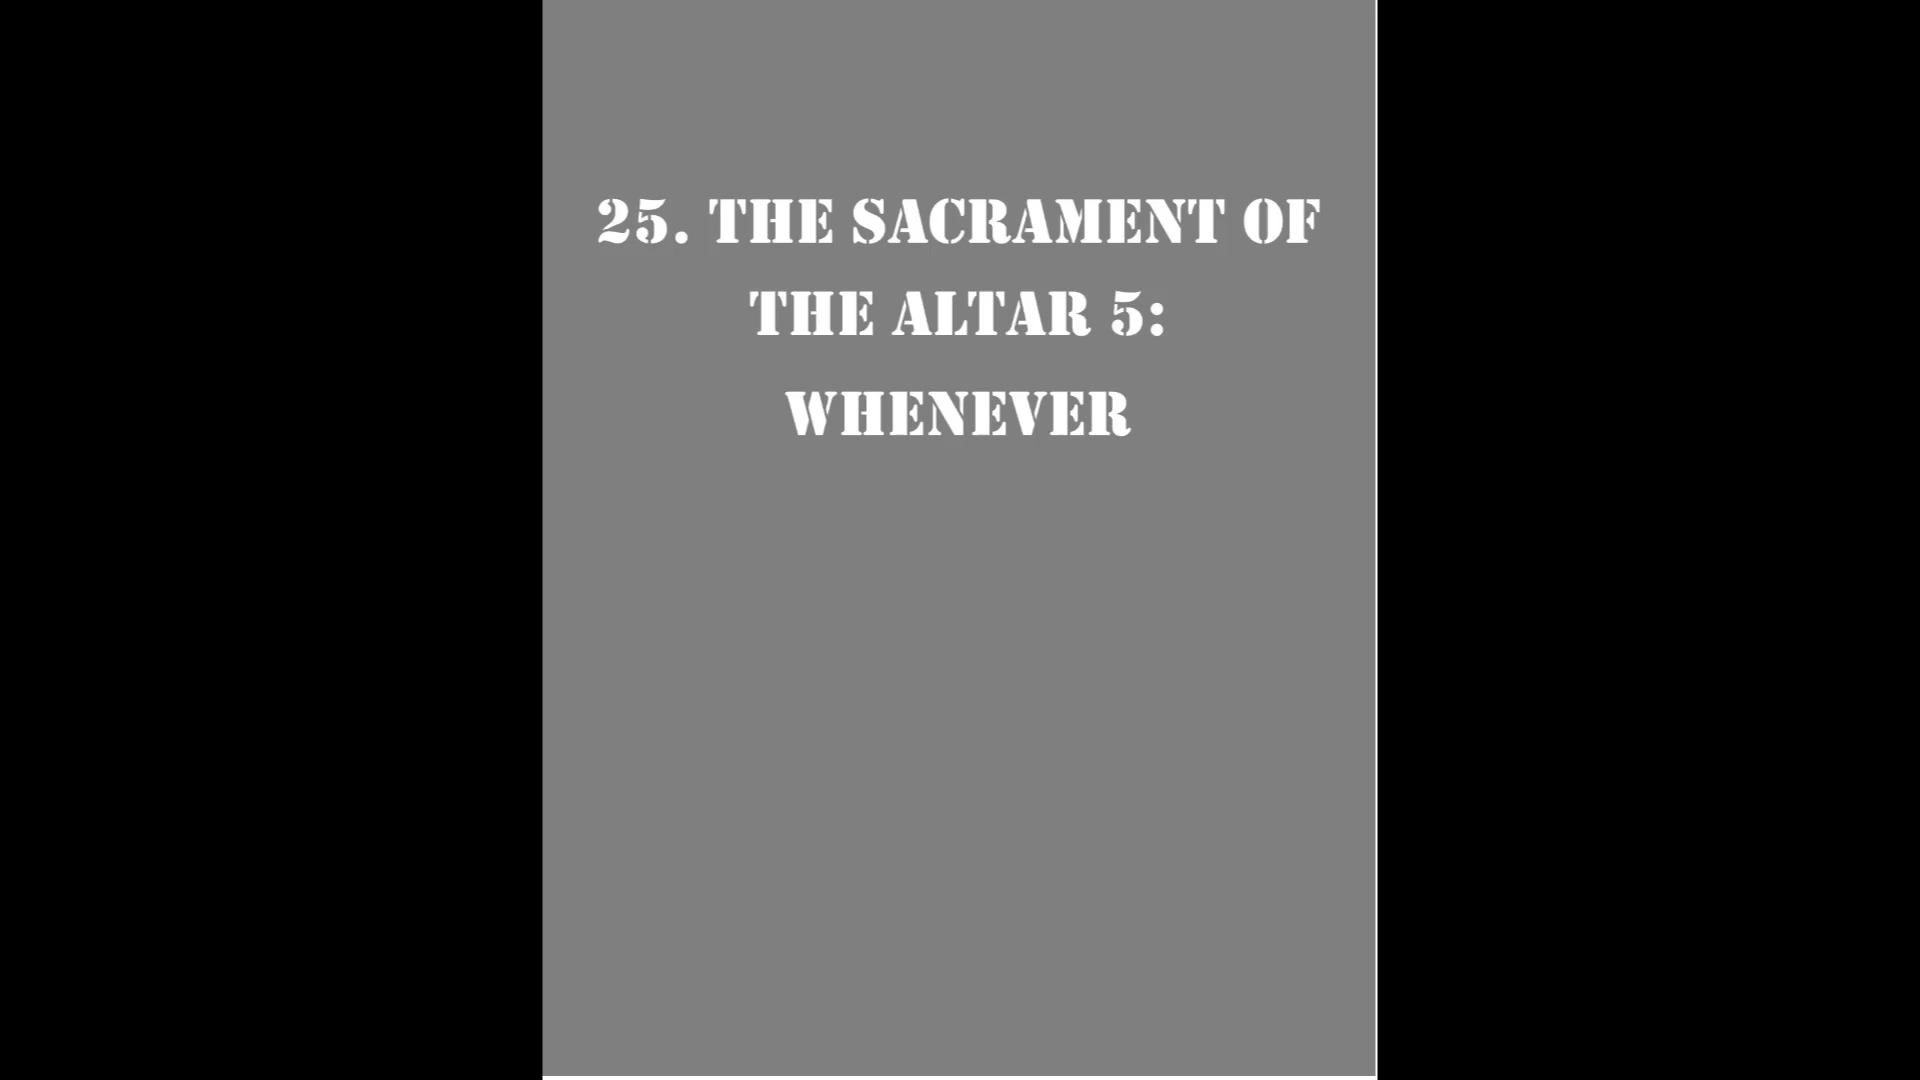 25. THE SACRAMENT OF
THE ALTAR 5:
WHENEVER